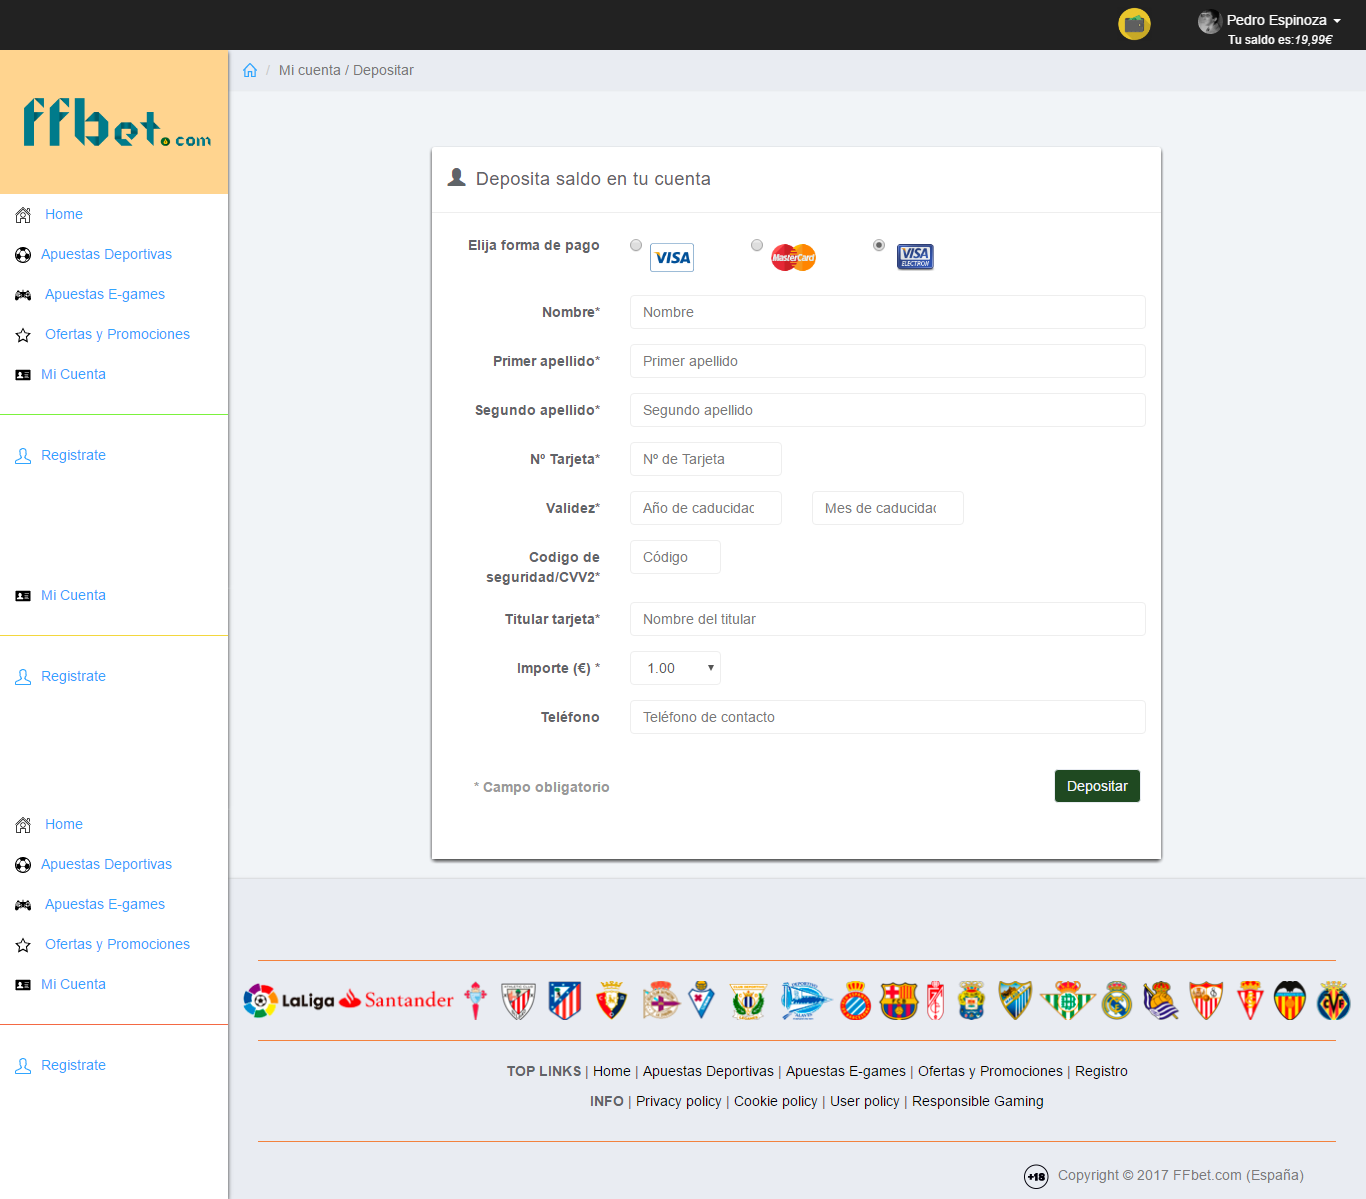 Pedro Espinoza
Tu saldo es:19,99€
ffbet.com
Mi cuenta / Depositar
Home
Apuestas Deportivas
Apuestas E-games
Ofertas y Promociones
Mi Cuenta
Registrate
Mi Cuenta
Registrate
Home
Apuestas Deportivas
Apuestas E-games
Ofertas y Promociones
Mi Cuenta
Registrate
Deposita saldo en tu cuenta
Elija forma de pago
VISA
MasterCard
VISA
ELECTRON
Nombre* Nombre
Primer apellido* Primer apellido
Segundo apellido* Segundo apellido
Nº Tarjeta* Nº de Tarjeta
Validez* Año de caducidad Mes de caducidad
Codigo de
seguridad/CVV2* Código
Titular tarjeta* Nombre del titular
Importe (€) * 1.00
Teléfono Teléfono de contacto
* Campo obligatorio Depositar
LaLiga Santander
TOP LINKS | Home | Apuestas Deportivas | Apuestas E-games | Ofertas y Promociones | Registro
INFO | Privacy policy | Cookie policy | User policy | Responsible Gaming
+18 Copyright © 2017 FFbet.com (España)